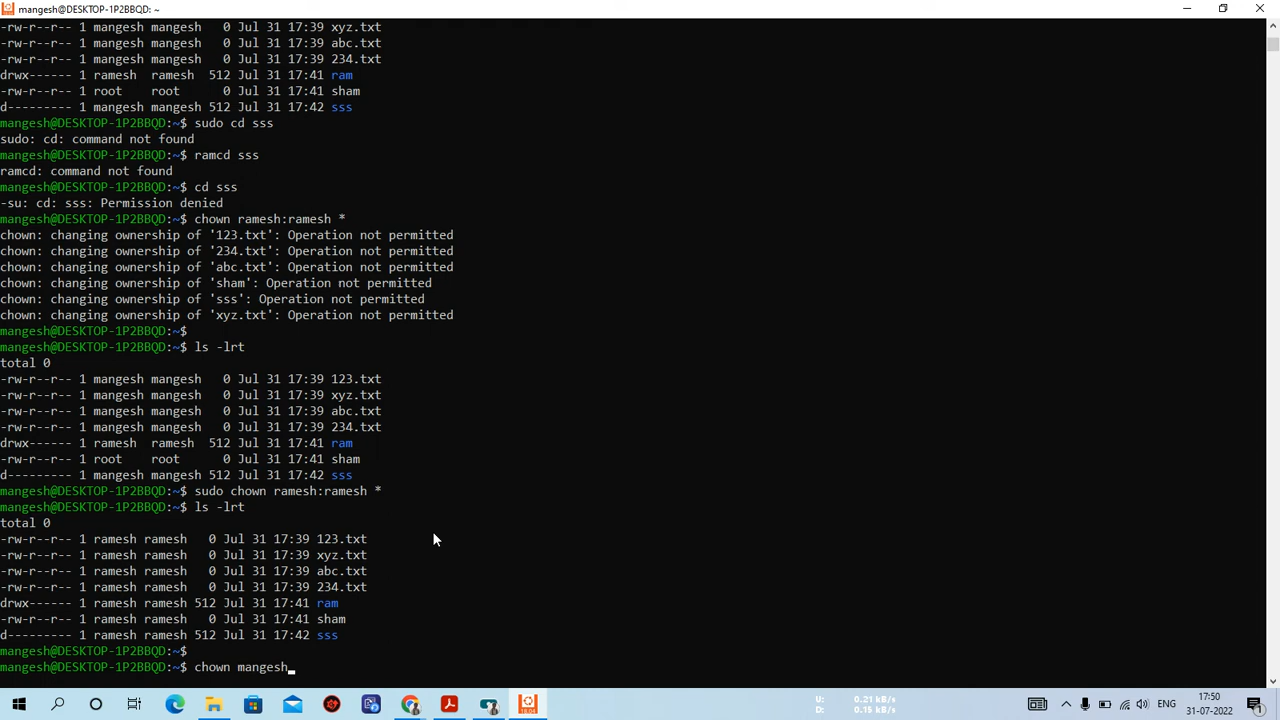 mangesh@DESKTOP-1P2BBQD: ~
-rw-r--r-- 1 mangesh mangesh   0 Jul 31 17:39 xyz.txt
-rw-r--r-- 1 mangesh mangesh   0 Jul 31 17:39 abc.txt
-rw-r--r-- 1 mangesh mangesh   0 Jul 31 17:39 234.txt
drwx------ 1 ramesh  ramesh  512 Jul 31 17:41 ram
-rw-r--r-- 1 root    root      0 Jul 31 17:41 sham
d--------- 1 mangesh mangesh 512 Jul 31 17:42 sss
mangesh@DESKTOP-1P2BBQD:~$ sudo cd sss
sudo: cd: command not found
mangesh@DESKTOP-1P2BBQD:~$ ramcd sss
ramcd: command not found
mangesh@DESKTOP-1P2BBQD:~$ cd sss
-su: cd: sss: Permission denied
mangesh@DESKTOP-1P2BBQD:~$ chown ramesh:ramesh *
chown: changing ownership of '123.txt': Operation not permitted
chown: changing ownership of '234.txt': Operation not permitted
chown: changing ownership of 'abc.txt': Operation not permitted
chown: changing ownership of 'sham': Operation not permitted
chown: changing ownership of 'sss': Operation not permitted
chown: changing ownership of 'xyz.txt': Operation not permitted
mangesh@DESKTOP-1P2BBQD:~$
mangesh@DESKTOP-1P2BBQD:~$ ls -lrt
total 0
-rw-r--r-- 1 mangesh mangesh   0 Jul 31 17:39 123.txt
-rw-r--r-- 1 mangesh mangesh   0 Jul 31 17:39 xyz.txt
-rw-r--r-- 1 mangesh mangesh   0 Jul 31 17:39 abc.txt
-rw-r--r-- 1 mangesh mangesh   0 Jul 31 17:39 234.txt
drwx------ 1 ramesh  ramesh  512 Jul 31 17:41 ram
-rw-r--r-- 1 root    root      0 Jul 31 17:41 sham
d--------- 1 mangesh mangesh 512 Jul 31 17:42 sss
mangesh@DESKTOP-1P2BBQD:~$ sudo chown ramesh:ramesh *
mangesh@DESKTOP-1P2BBQD:~$ ls -lrt
total 0
-rw-r--r-- 1 ramesh ramesh   0 Jul 31 17:39 123.txt
-rw-r--r-- 1 ramesh ramesh   0 Jul 31 17:39 xyz.txt
-rw-r--r-- 1 ramesh ramesh   0 Jul 31 17:39 abc.txt
-rw-r--r-- 1 ramesh ramesh   0 Jul 31 17:39 234.txt
drwx------ 1 ramesh ramesh 512 Jul 31 17:41 ram
-rw-r--r-- 1 ramesh ramesh   0 Jul 31 17:41 sham
d--------- 1 ramesh ramesh 512 Jul 31 17:42 sss
mangesh@DESKTOP-1P2BBQD:~$
mangesh@DESKTOP-1P2BBQD:~$ chown mangesh
U: 0.21 kB/s
D: 0.15 kB/s
ENG
17:50
31-07-2022